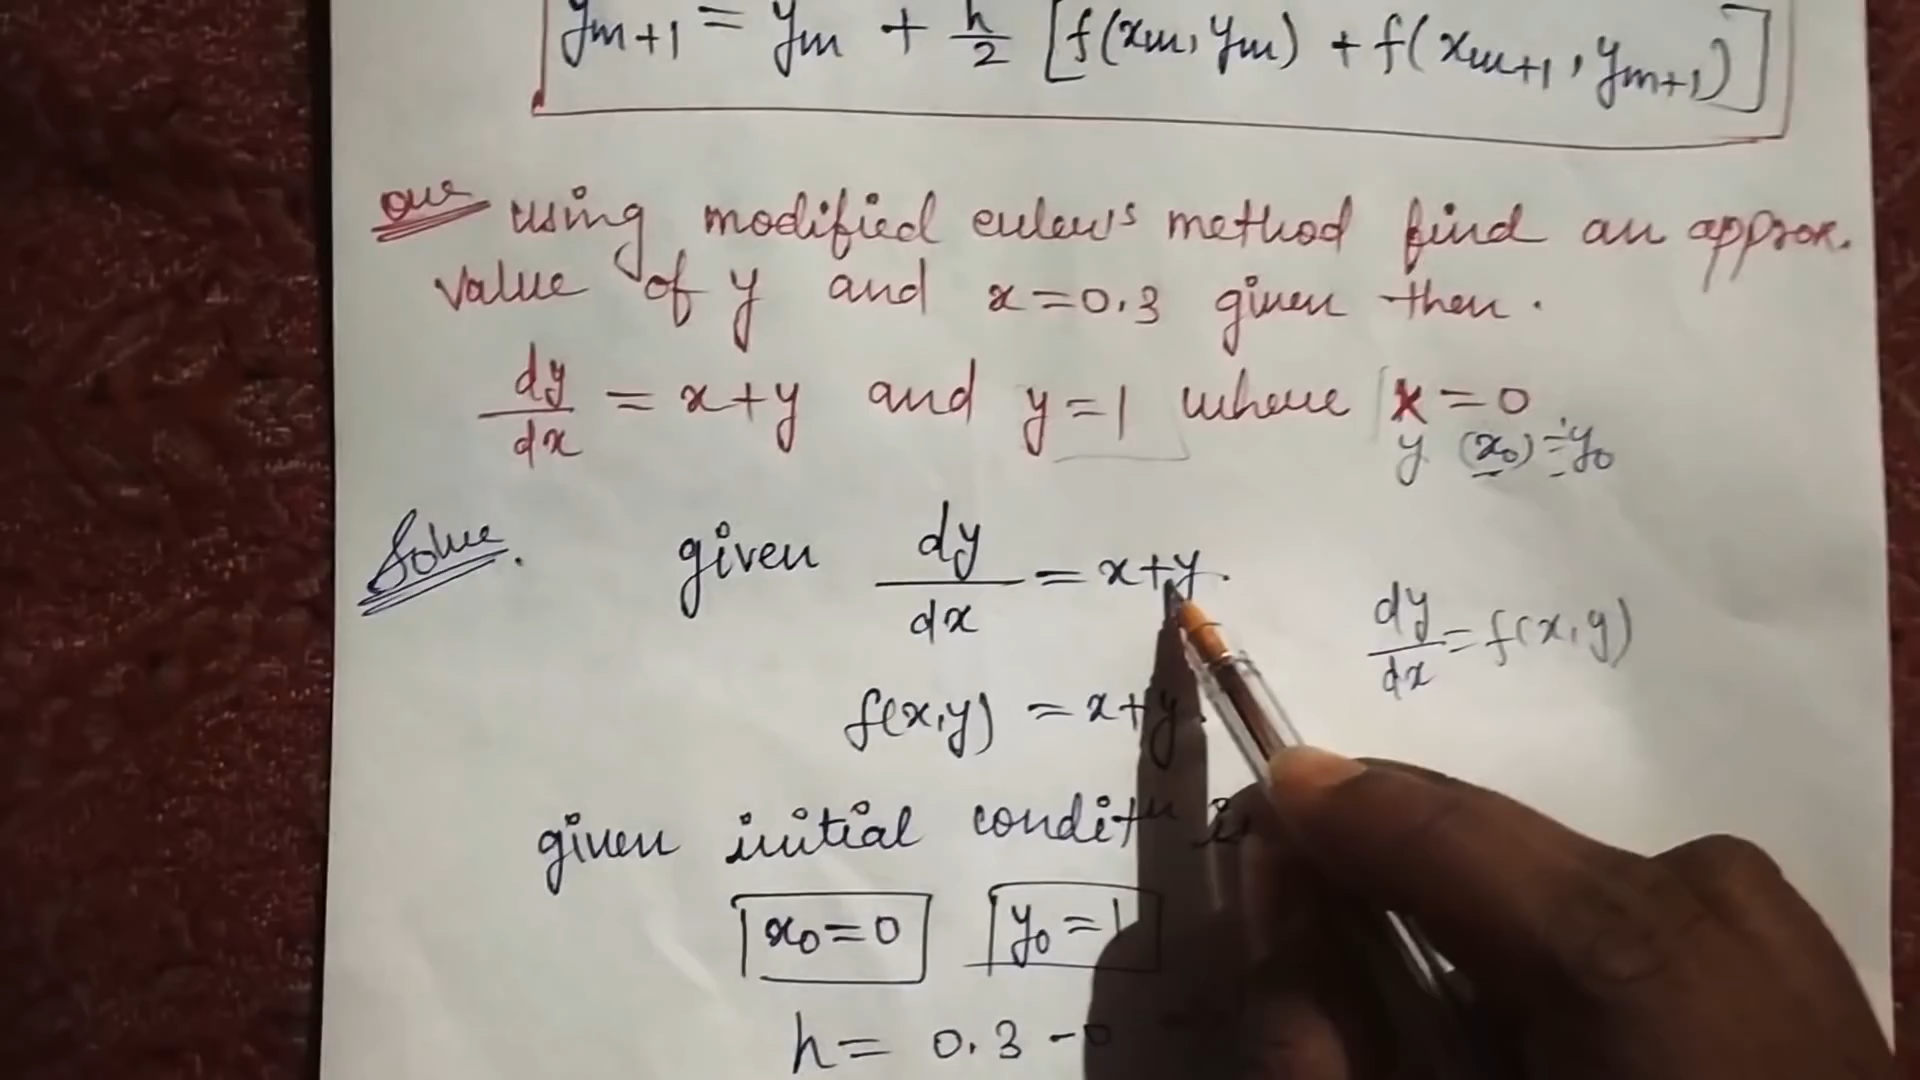 ym+1 = ym + h/2 [f(xm, ym) + f(xm+1, ym+1)]
Que using modified euler's method find an approx.
value of y and x=0.3 given then.
dy/dx = x+y and y=1 where x=0
y (x0) = y0
Solve. given dy/dx = x+y.
dy/dx = f(x,y)
f(x,y) = x+y.
given initial conditn
x0=0 y0=1
h= 0.3 -0